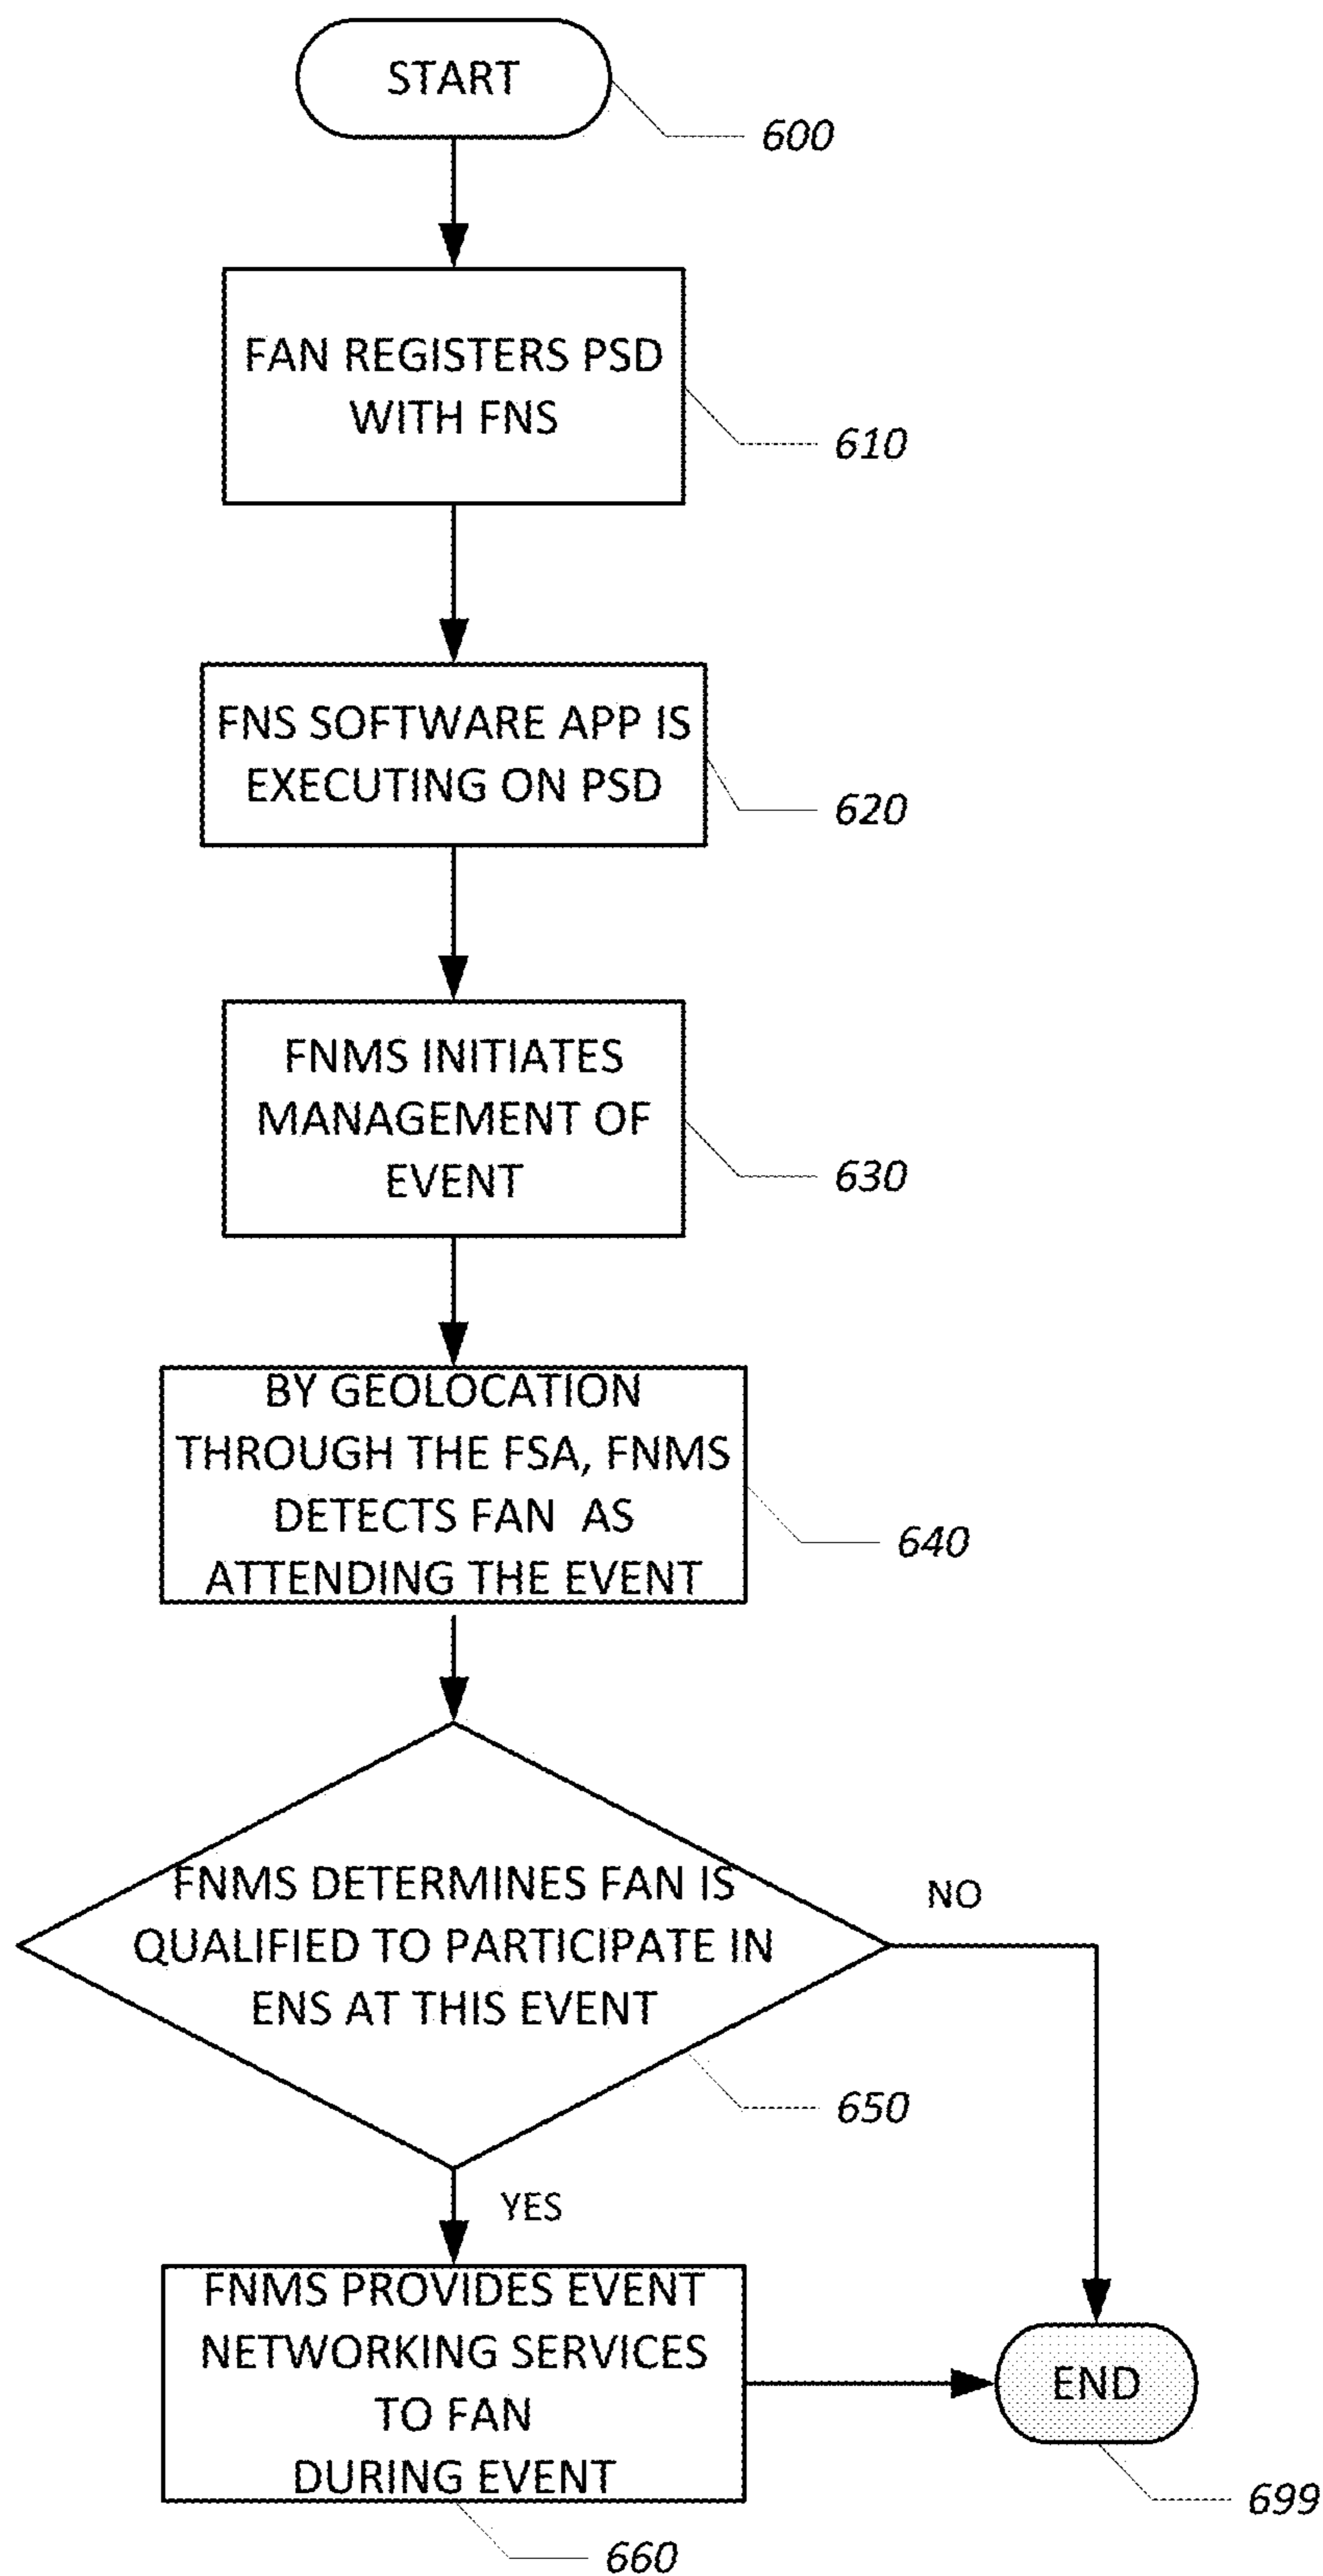 START
600
FAN REGISTERS PSD
WITH FNS
610
FNS SOFTWARE APP IS
EXECUTING ON PSD
620
FNMS INITIATES
MANAGEMENT OF
EVENT
630
BY GEOLOCATION
THROUGH THE FSA, FNMS
DETECTS FAN AS
ATTENDING THE EVENT
640
FNMS DETERMINES FAN IS
QUALIFIED TO PARTICIPATE IN
ENS AT THIS EVENT
NO
650
YES
FNMS PROVIDES EVENT
NETWORKING SERVICES
TO FAN
DURING EVENT
660
END
699